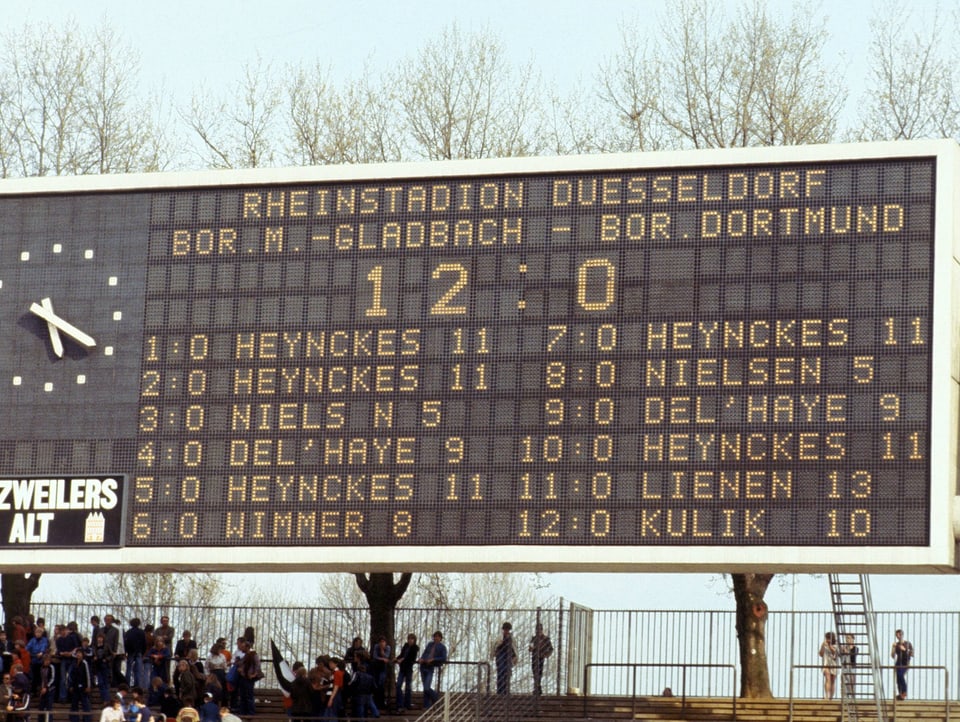 RHEINSTADION DUESSELDORF
BOR.M.-GLADBACH - BOR.DORTMUND
12:0
1:0 HEYNCKES 11 7:0 HEYNCKES 11
2:0 HEYNCKES 11 8:0 NIELSEN 5
3:0 NIELS N 5 9:0 DEL'HAYE 9
4:0 DEL'HAYE 9 10:0 HEYNCKES 11
5:0 HEYNCKES 11 11:0 LIENEN 13
6:0 WIMMER 8 12:0 KULIK 10
ZWEILERS
ALT